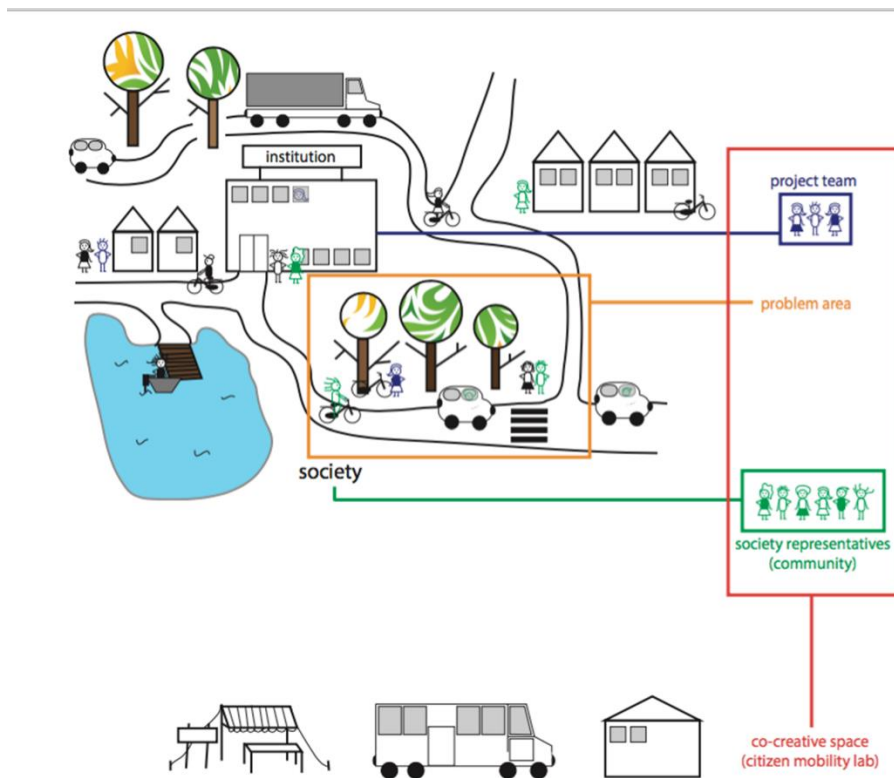 institution
project team
problem area
society
society representatives
(community)
co-creative space
(citizen mobility lab)